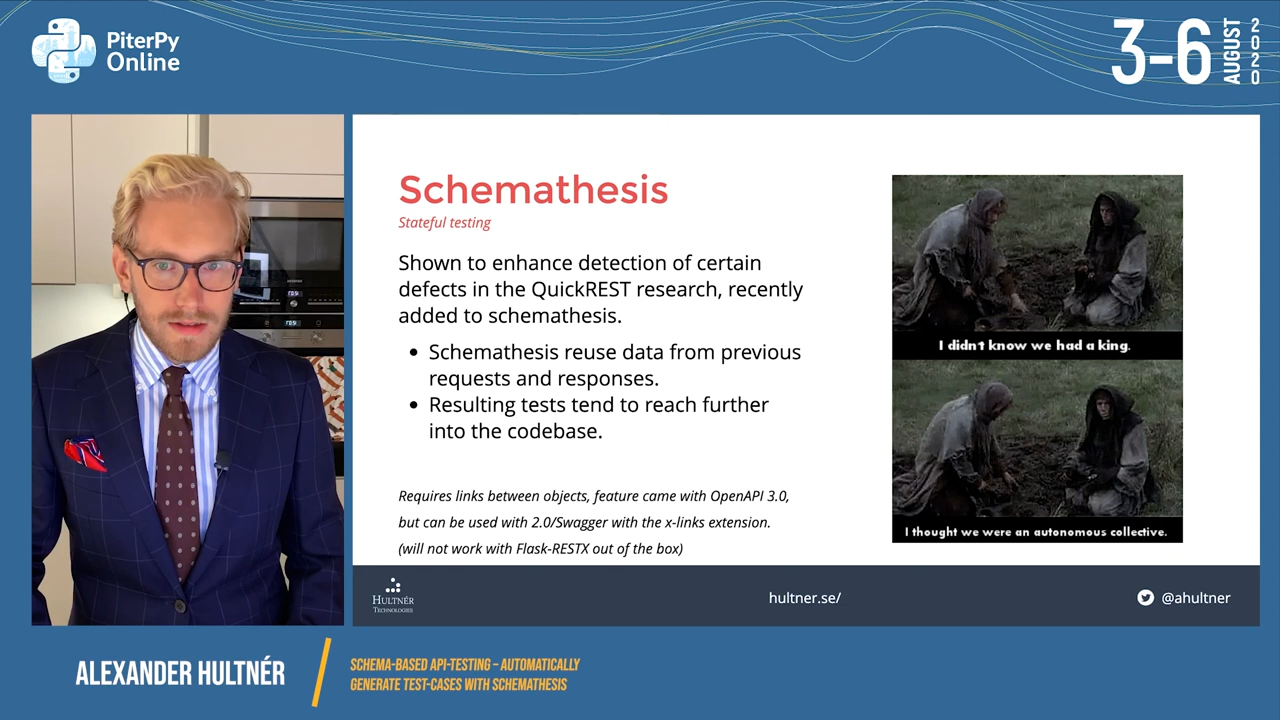 PiterPy
Online
3-6
AUGUST
2020
Schemathesis
Stateful testing
Shown to enhance detection of certain
defects in the QuickREST research, recently
added to schemathesis.
• Schemathesis reuse data from previous
requests and responses.
• Resulting tests tend to reach further
into the codebase.
Requires links between objects, feature came with OpenAPI 3.0,
but can be used with 2.0/Swagger with the x-links extension.
(will not work with Flask-RESTX out of the box)
I didn't know we had a king.
I thought we were an autonomous collective.
HULTNÉR
TECHNOLOGIES
hultner.se/
@ahultner
ALEXANDER HULTNÉR
SCHEMA-BASED API-TESTING – AUTOMATICALLY
GENERATE TEST-CASES WITH SCHEMATHESIS